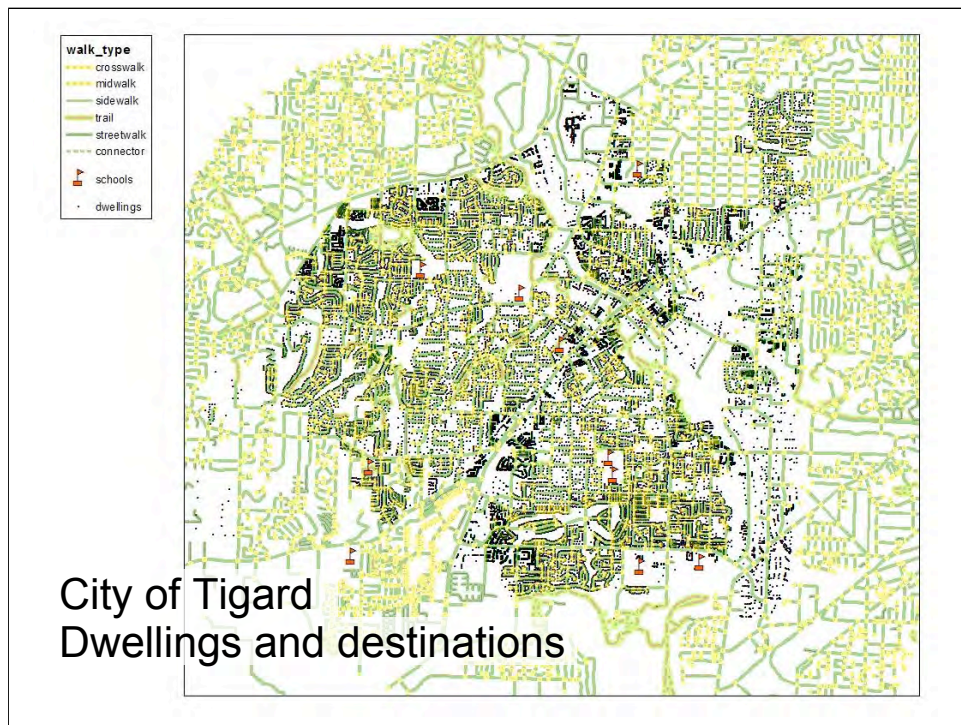 walk_type
crosswalk
midwalk
sidewalk
trail
streetwalk
connector
schools
dwellings
City of Tigard
Dwellings and destinations